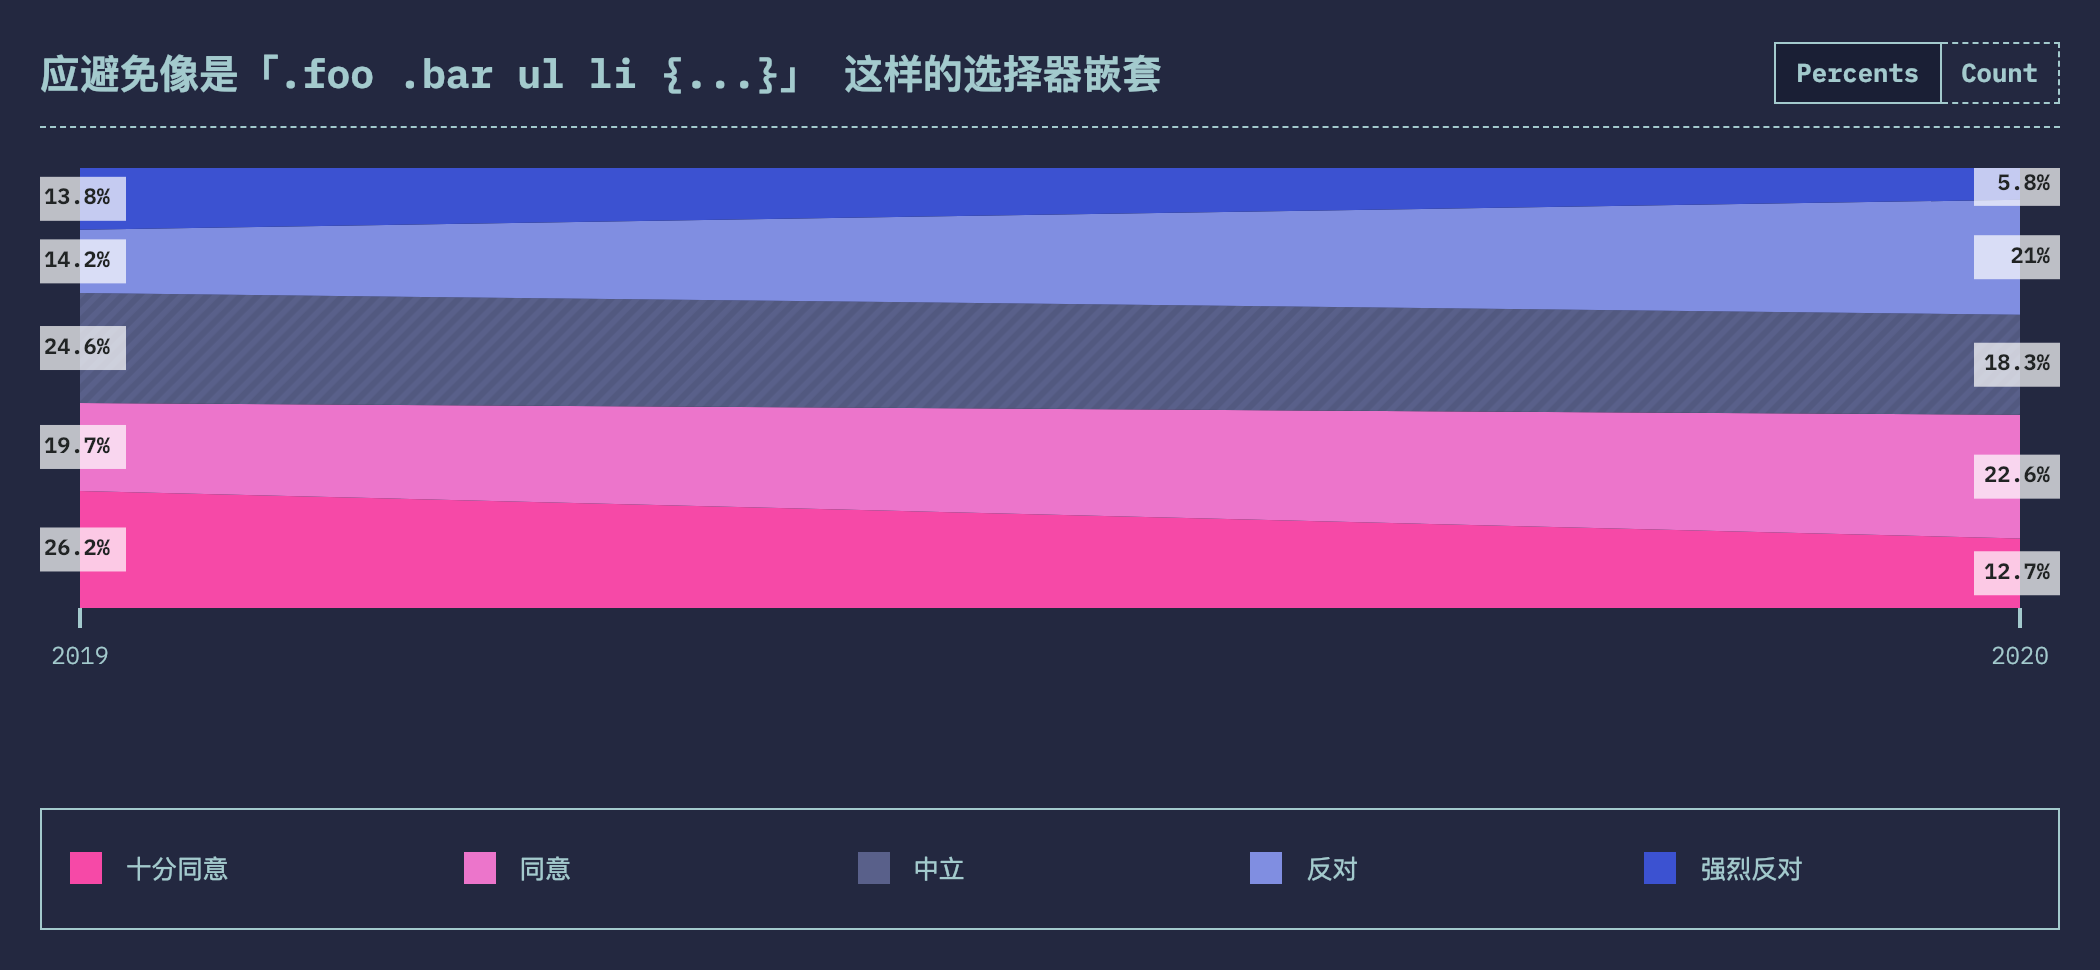 应避免像是「.foo .bar ul li {...}」 这样的选择器嵌套
Percents
Count
13.8%
14.2%
24.6%
19.7%
26.2%
5.8%
21%
18.3%
22.6%
12.7%
2019
2020
十分同意
同意
中立
反对
强烈反对